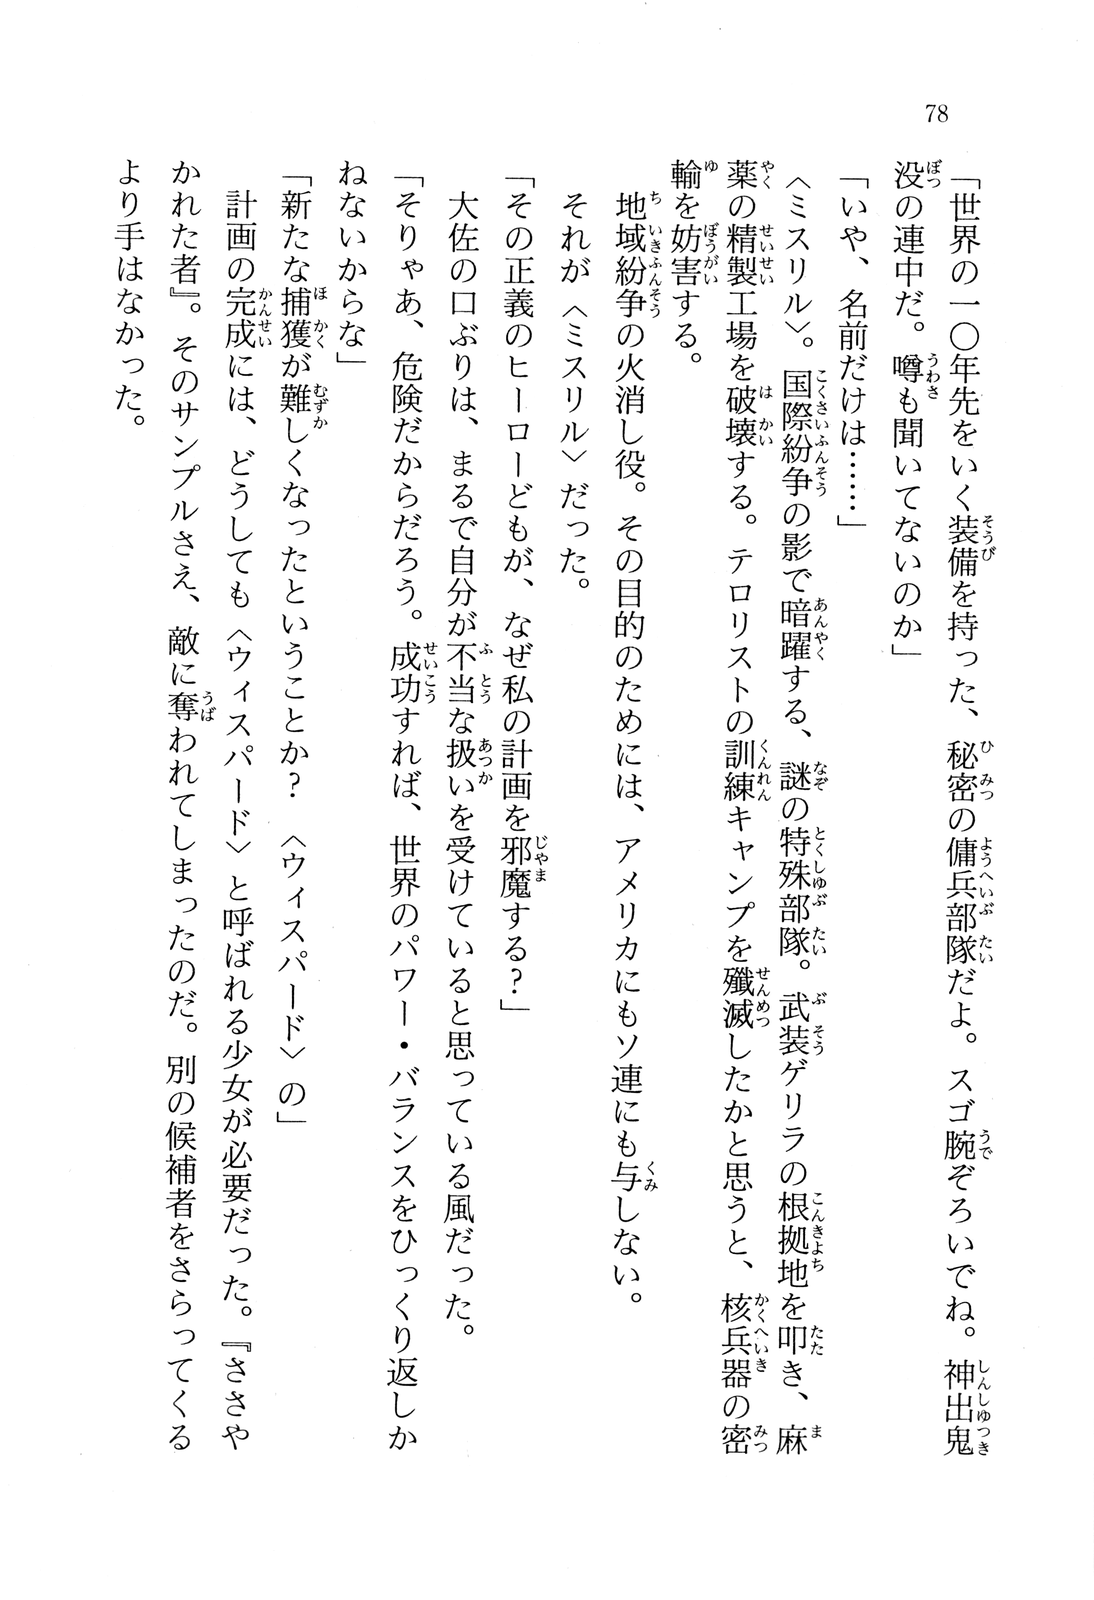 78
「世界の一〇年先をいく装備を持った、秘密の傭兵部隊だよ。スゴ腕ぞろいでね。神出鬼
没の連中だ。噂も聞いてないのか」
「いや、名前だけは……」
〈ミスリル〉。国際紛争の影で暗躍する、謎の特殊部隊。武装ゲリラの根拠地を叩き、麻
薬の精製工場を破壊する。テロリストの訓練キャンプを殲滅したかと思うと、核兵器の密
輸を妨害する。
地域紛争の火消し役。その目的のためには、アメリカにもソ連にも与しない。
それが〈ミスリル〉だった。
「その正義のヒーローどもが、なぜ私の計画を邪魔する?」
大佐の口ぶりは、まるで自分が不当な扱いを受けていると思っている風だった。
「そりゃあ、危険だからだろう。成功すれば、世界のパワー・バランスをひっくり返しか
ねないからな」
「新たな捕獲が難しくなったということか? 〈ウィスパード〉の」
計画の完成には、どうしても〈ウィスパード〉と呼ばれる少女が必要だった。『ささや
かれた者』。そのサンプルさえ、敵に奪われてしまったのだ。別の候補者をさらってくる
より手はなかった。